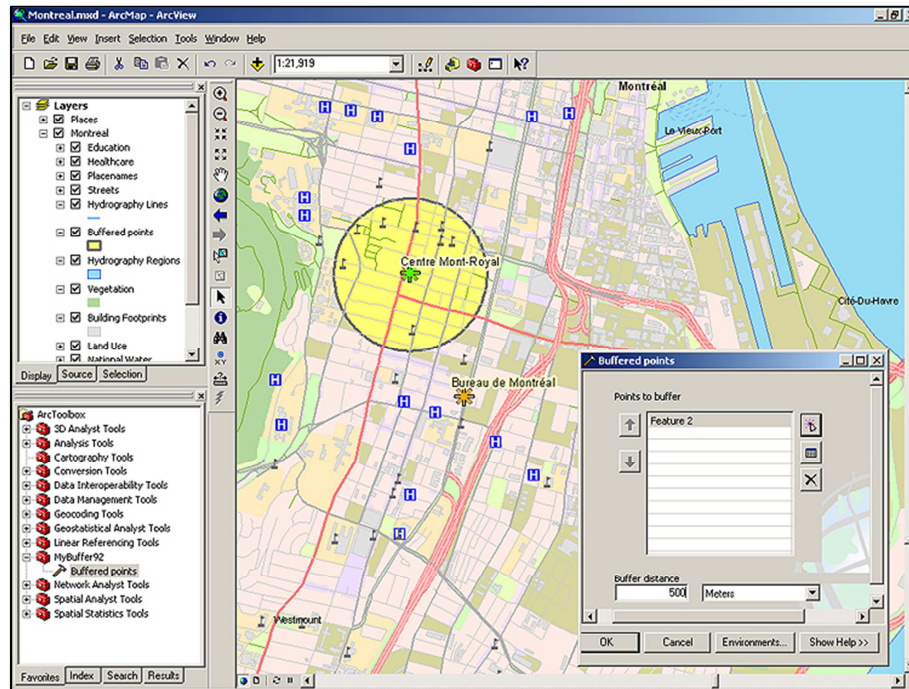 Montreal.mxd - ArcMap - ArcView
File Edit View Insert Selection Tools Window Help
1:21,919
Layers
Places
Montreal
Education
Healthcare
Placenames
Streets
Hydrography Lines
Buffered points
Hydrography Regions
Vegetation
Building Footprints
Land Use
National Water
Display Source Selection
ArcToolbox
3D Analyst Tools
Analysis Tools
Cartography Tools
Conversion Tools
Data Interoperability Tools
Data Management Tools
Geocoding Tools
Geostatistical Analyst Tools
Linear Referencing Tools
MyBuffer92
Buffered points
Network Analyst Tools
Spatial Analyst Tools
Spatial Statistics Tools
Favorites Index Search Results
XY
Montréal
H H H
H
Le Vieux-Port
H
H
H
Centre Mont-Royal
Cité-Du-Havre
Bureau de Montréal
H
H
H
H
H
Westmount
Buffered points
Points to buffer
Feature 2
Buffer distance
500 Meters
OK Cancel Environments... Show Help >>